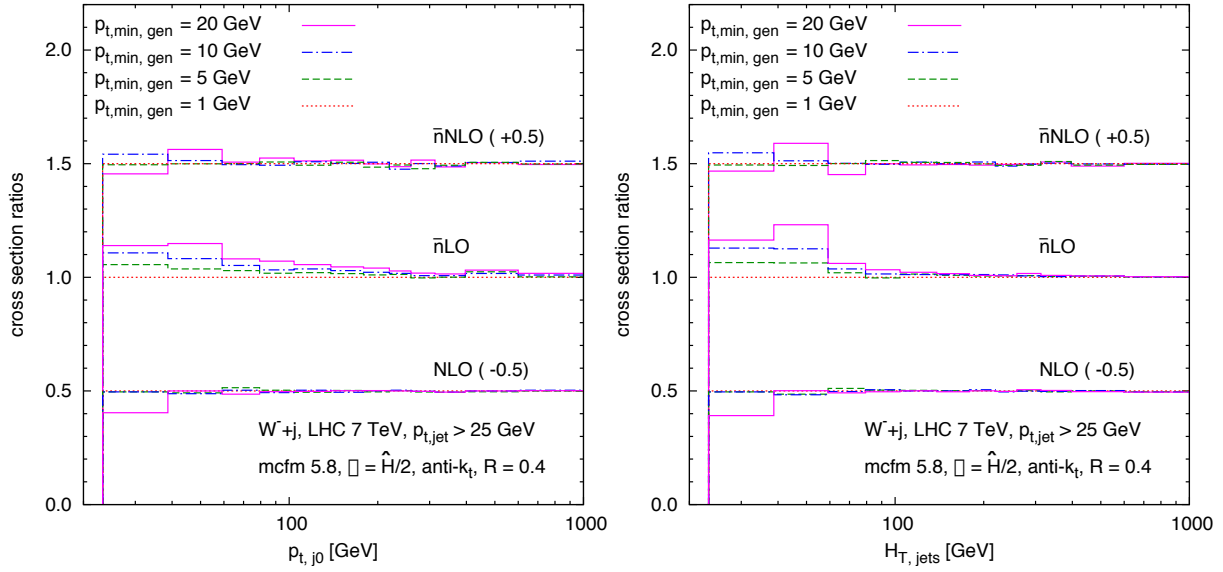 p_t,min, gen = 20 GeV
p_t,min, gen = 10 GeV
p_t,min, gen = 5 GeV
p_t,min, gen = 1 GeV
n̄NLO ( +0.5)
n̄LO
NLO ( -0.5)
W⁻+j, LHC 7 TeV, p_t,jet > 25 GeV
mcfm 5.8, ▯ = Ĥ/2, anti-k_t, R = 0.4
cross section ratios
2.0
1.5
1.0
0.5
0.0
100
1000
p_t, j0 [GeV]
p_t,min, gen = 20 GeV
p_t,min, gen = 10 GeV
p_t,min, gen = 5 GeV
p_t,min, gen = 1 GeV
n̄NLO ( +0.5)
n̄LO
NLO ( -0.5)
W⁻+j, LHC 7 TeV, p_t,jet > 25 GeV
mcfm 5.8, ▯ = Ĥ/2, anti-k_t, R = 0.4
cross section ratios
2.0
1.5
1.0
0.5
0.0
100
1000
H_T, jets [GeV]